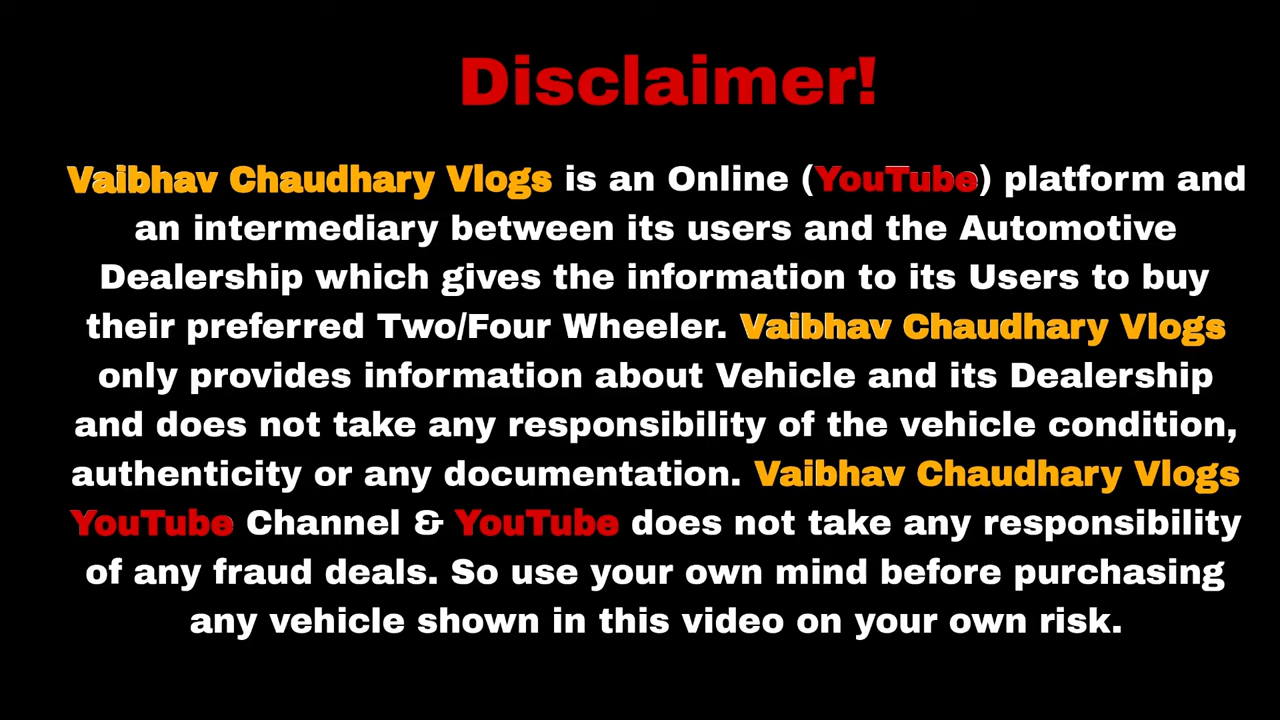 Disclaimer!
Vaibhav Chaudhary Vlogs is an Online (YouTube) platform and
an intermediary between its users and the Automotive
Dealership which gives the information to its Users to buy
their preferred Two/Four Wheeler. Vaibhav Chaudhary Vlogs
only provides information about Vehicle and its Dealership
and does not take any responsibility of the vehicle condition,
authenticity or any documentation. Vaibhav Chaudhary Vlogs
YouTube Channel & YouTube does not take any responsibility
of any fraud deals. So use your own mind before purchasing
any vehicle shown in this video on your own risk.